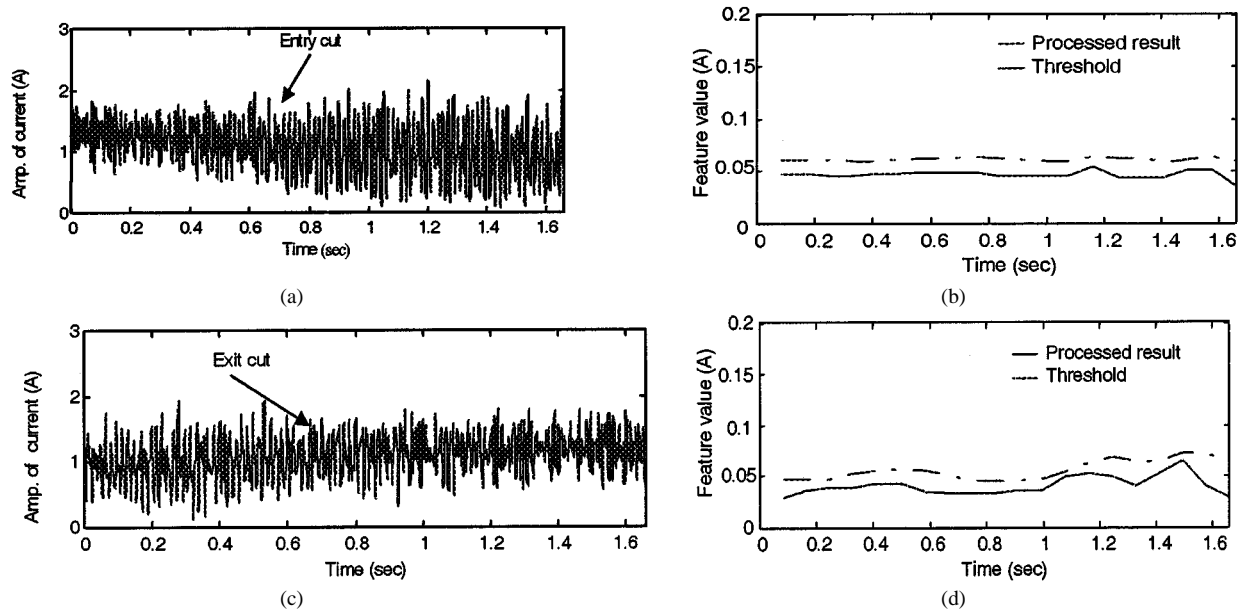 3
2
1
0
Amp. of current (A)
Entry cut
0 0.2 0.4 0.6 0.8 1 1.2 1.4 1.6
Time (sec)
(a)
0.2
0.15
0.1
0.05
0
Feature value (A)
Processed result
Threshold
0 0.2 0.4 0.6 0.8 1 1.2 1.4 1.6
Time (sec)
(b)
3
2
1
0
Amp. of current (A)
Exit cut
0 0.2 0.4 0.6 0.8 1 1.2 1.4 1.6
Time (sec)
(c)
0.2
0.15
0.1
0.05
0
Feature value (A)
Processed result
Threshold
0 0.2 0.4 0.6 0.8 1 1.2 1.4 1.6
Time (sec)
(d)